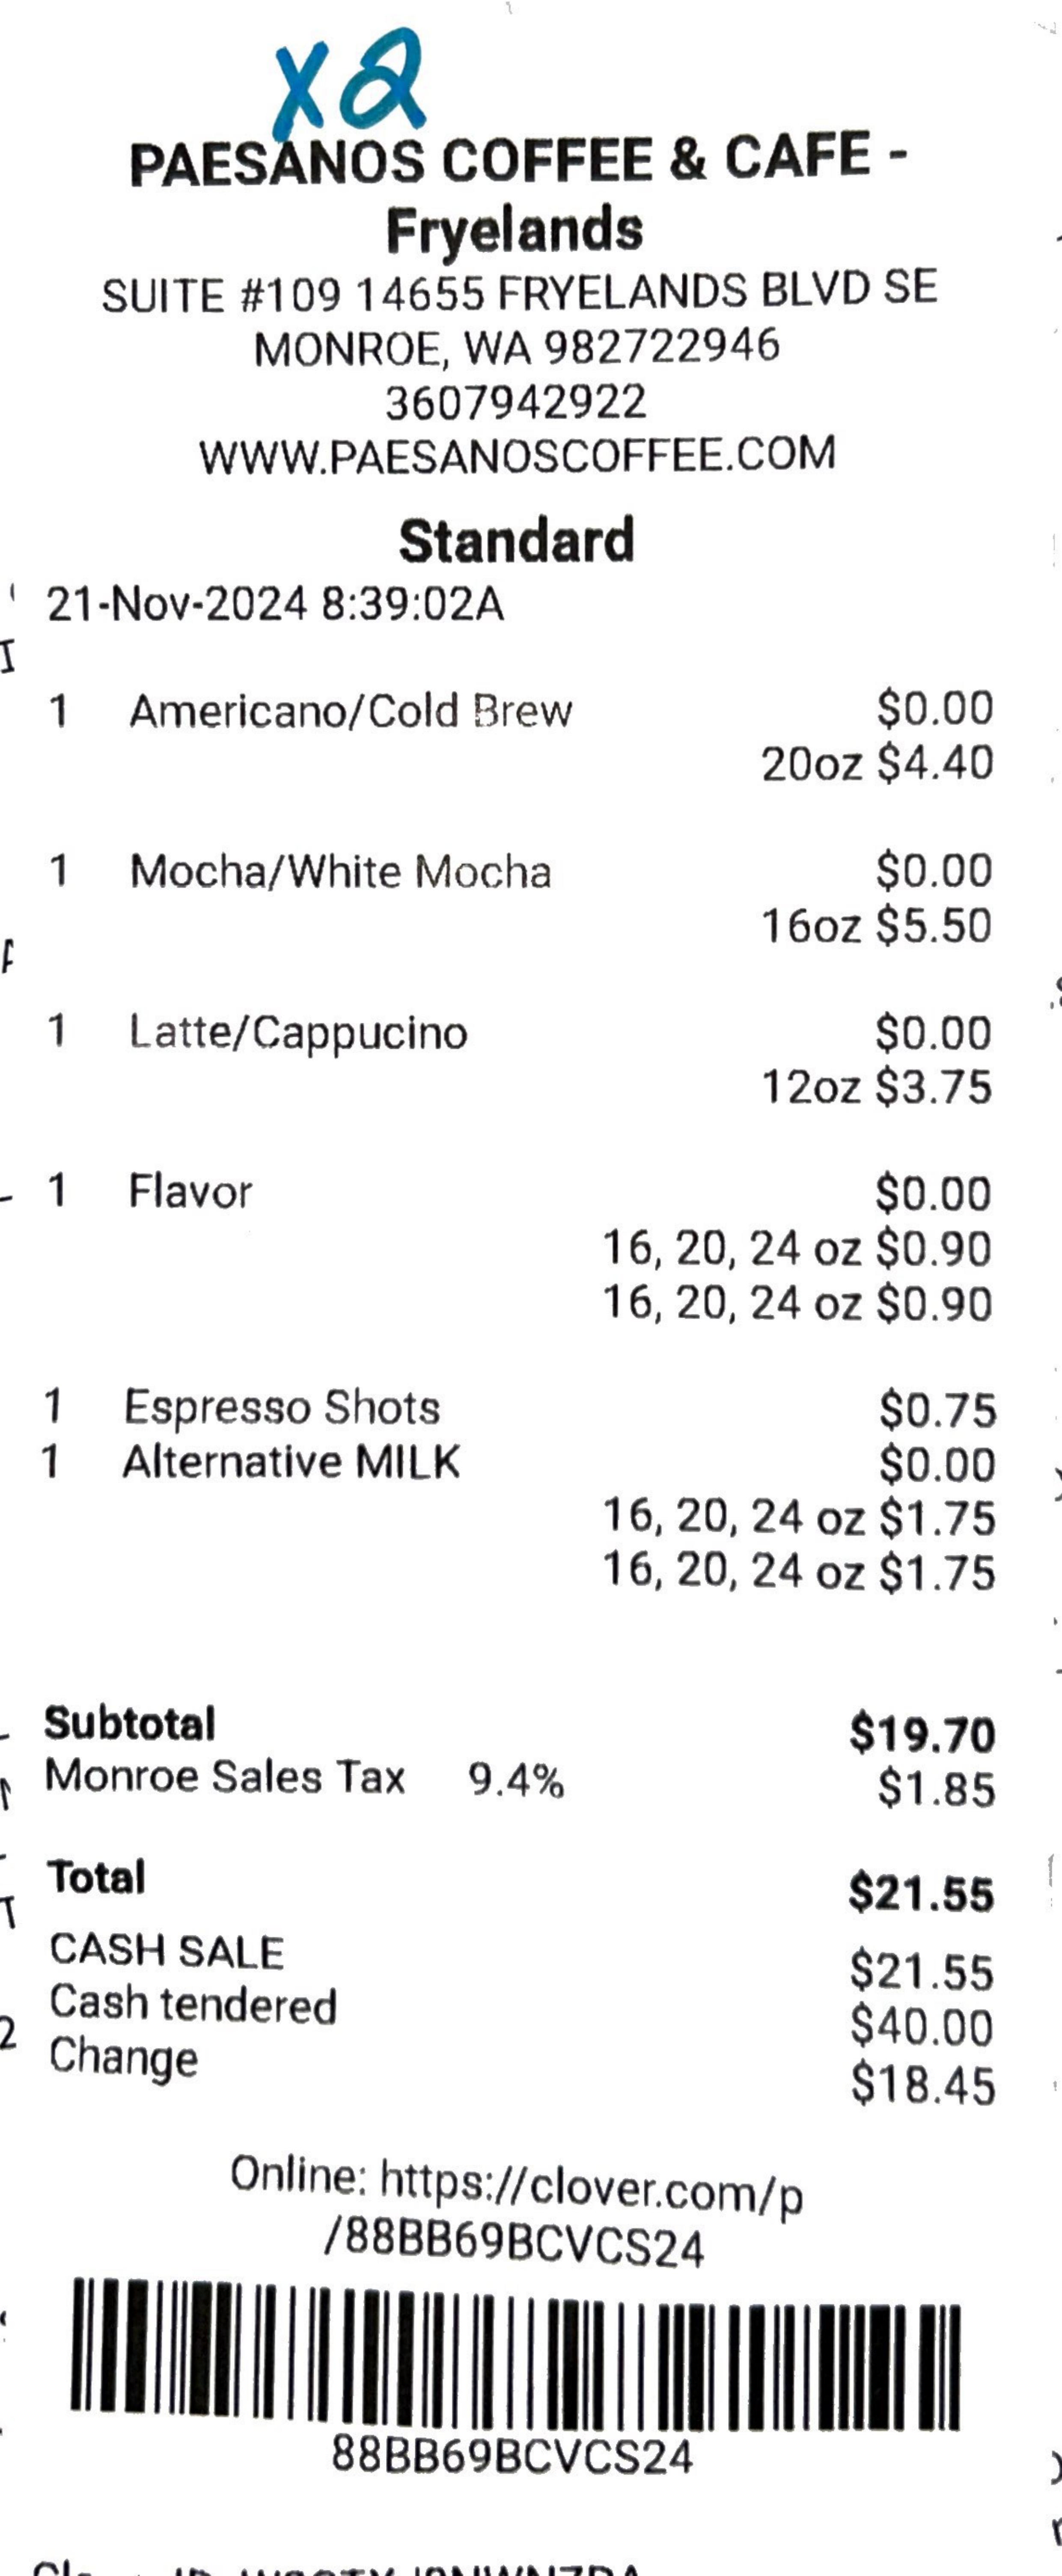 x2
PAESANOS COFFEE & CAFE -
Fryelands
SUITE #109 14655 FRYELANDS BLVD SE
MONROE, WA 982722946
3607942922
WWW.PAESANOSCOFFEE.COM
Standard
21-Nov-2024 8:39:02A
1 Americano/Cold Brew $0.00
20oz $4.40
1 Mocha/White Mocha $0.00
16oz $5.50
1 Latte/Cappucino $0.00
12oz $3.75
1 Flavor $0.00
16, 20, 24 oz $0.90
16, 20, 24 oz $0.90
1 Espresso Shots $0.75
1 Alternative MILK $0.00
16, 20, 24 oz $1.75
16, 20, 24 oz $1.75
Subtotal $19.70
Monroe Sales Tax 9.4% $1.85
Total $21.55
CASH SALE $21.55
Cash tendered $40.00
Change $18.45
Online: https://clover.com/p
/88BB69BCVCS24
88BB69BCVCS24